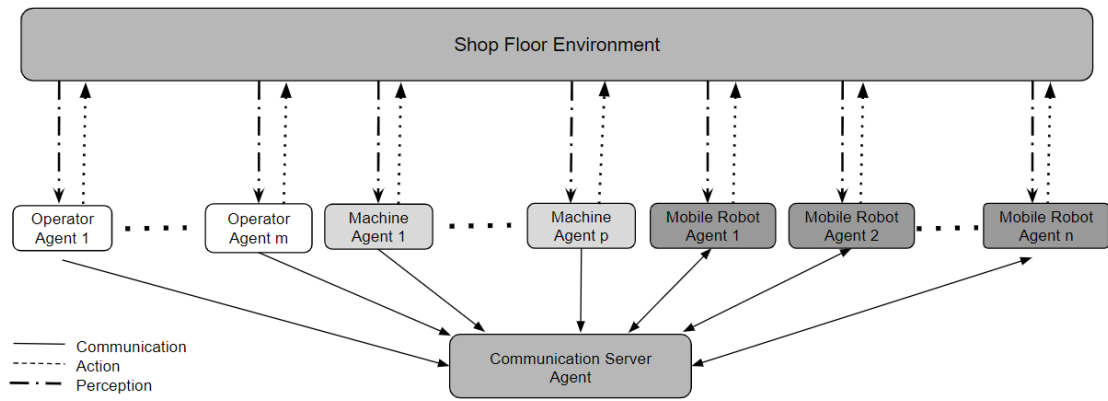 Shop Floor Environment
Operator
Agent 1
Operator
Agent m
Machine
Agent 1
Machine
Agent p
Mobile Robot
Agent 1
Mobile Robot
Agent 2
Mobile Robot
Agent n
Communication Server
Agent
Communication
Action
Perception